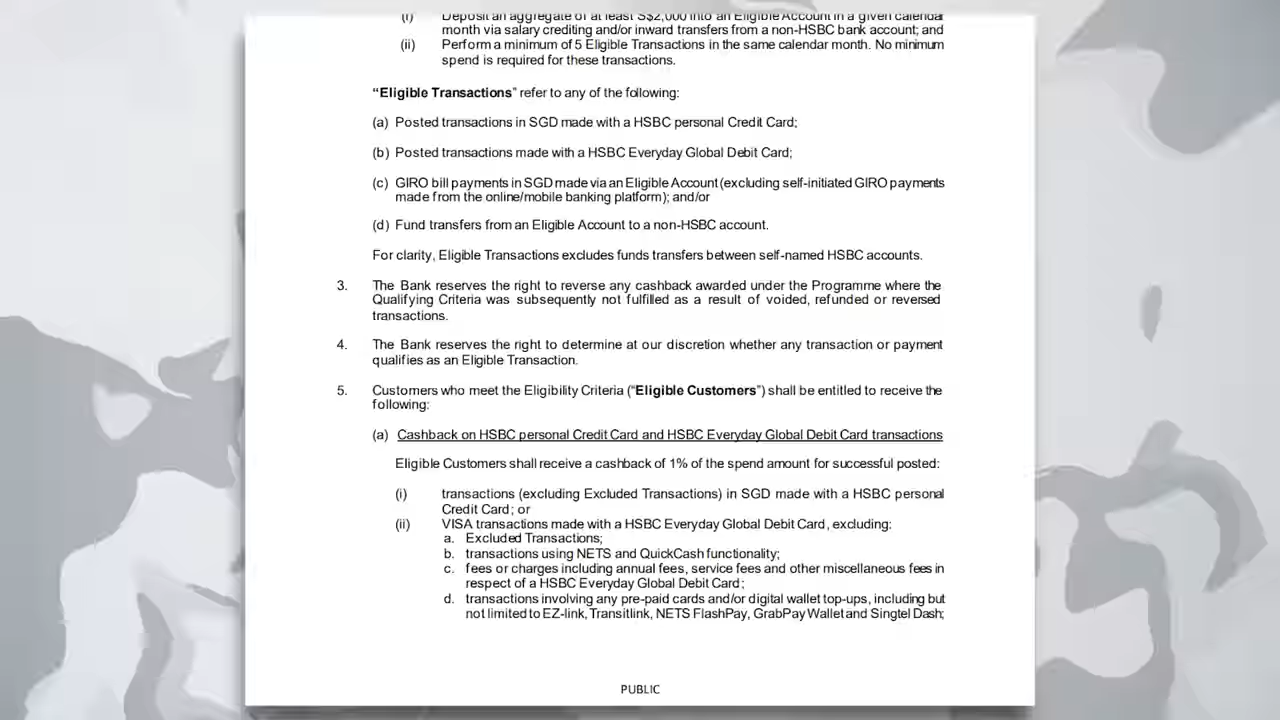 (i) Deposit an aggregate of at least S$2,000 into an Eligible Account in a given calendar
month via salary crediting and/or inward transfers from a non-HSBC bank account; and
(ii) Perform a minimum of 5 Eligible Transactions in the same calendar month. No minimum
spend is required for these transactions.
“Eligible Transactions” refer to any of the following:
(a) Posted transactions in SGD made with a HSBC personal Credit Card;
(b) Posted transactions made with a HSBC Everyday Global Debit Card;
(c) GIRO bill payments in SGD made via an Eligible Account (excluding self-initiated GIRO payments
made from the online/mobile banking platform); and/or
(d) Fund transfers from an Eligible Account to a non-HSBC account.
For clarity, Eligible Transactions excludes funds transfers between self-named HSBC accounts.
3. The Bank reserves the right to reverse any cashback awarded under the Programme where the
Qualifying Criteria was subsequently not fulfilled as a result of voided, refunded or reversed
transactions.
4. The Bank reserves the right to determine at our discretion whether any transaction or payment
qualifies as an Eligible Transaction.
5. Customers who meet the Eligibility Criteria (“Eligible Customers”) shall be entitled to receive the
following:
(a) Cashback on HSBC personal Credit Card and HSBC Everyday Global Debit Card transactions
Eligible Customers shall receive a cashback of 1% of the spend amount for successful posted:
(i) transactions (excluding Excluded Transactions) in SGD made with a HSBC personal
Credit Card; or
(ii) VISA transactions made with a HSBC Everyday Global Debit Card, excluding:
a. Excluded Transactions;
b. transactions using NETS and QuickCash functionality;
c. fees or charges including annual fees, service fees and other miscellaneous fees in
respect of a HSBC Everyday Global Debit Card;
d. transactions involving any pre-paid cards and/or digital wallet top-ups, including but
not limited to EZ-link, Transitlink, NETS FlashPay, GrabPay Wallet and Singtel Dash;
PUBLIC